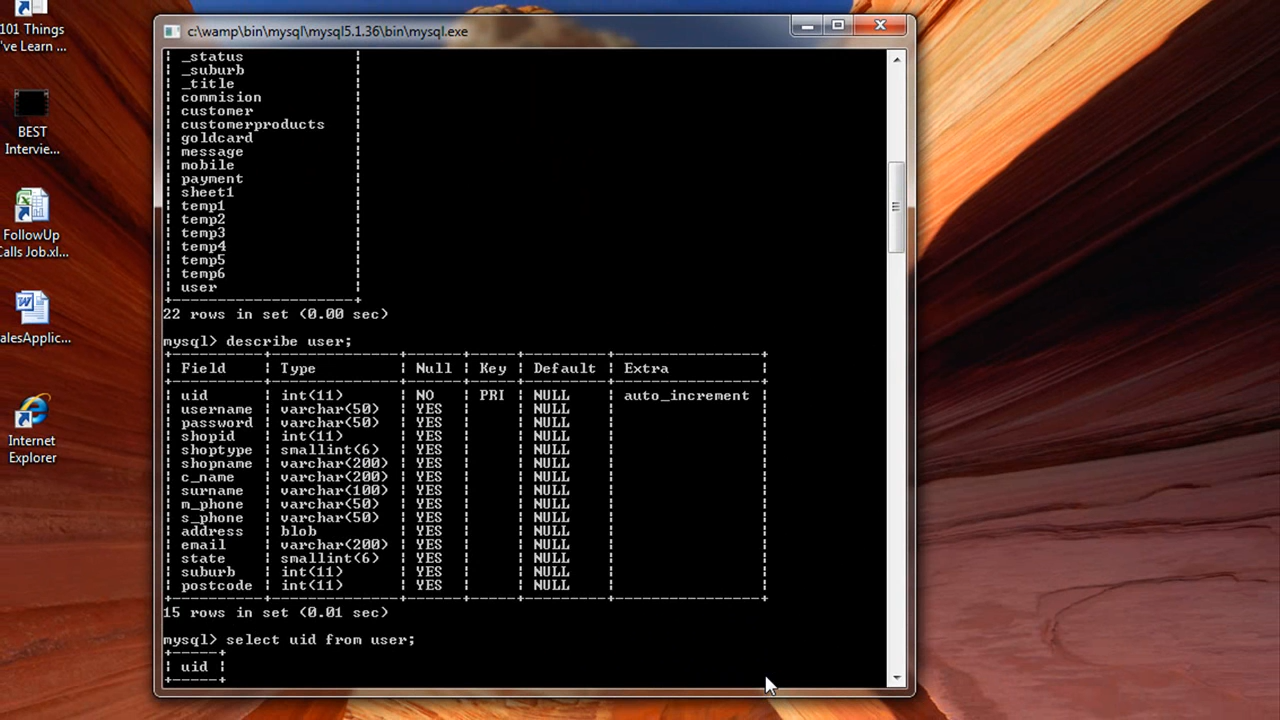 101 Things
've Learn ...
BEST
Intervie...
FollowUp
Calls Job.xl...
alesApplic...
Internet
Explorer
c:\wamp\bin\mysql\mysql5.1.36\bin\mysql.exe
_status
_suburb
_title
commision
customer
customerproducts
goldcard
message
mobile
payment
sheet1
temp1
temp2
temp3
temp4
temp5
temp6
user
22 rows in set (0.00 sec)
mysql> describe user;
Field Type Null Key Default Extra
uid int(11) NO PRI NULL auto_increment
username varchar(50) YES NULL
password varchar(50) YES NULL
shopid int(11) YES NULL
shoptype smallint(6) YES NULL
shopname varchar(200) YES NULL
c_name varchar(200) YES NULL
surname varchar(100) YES NULL
m_phone varchar(50) YES NULL
s_phone varchar(50) YES NULL
address blob YES NULL
email varchar(200) YES NULL
state smallint(6) YES NULL
suburb int(11) YES NULL
postcode int(11) YES NULL
15 rows in set (0.01 sec)
mysql> select uid from user;
uid